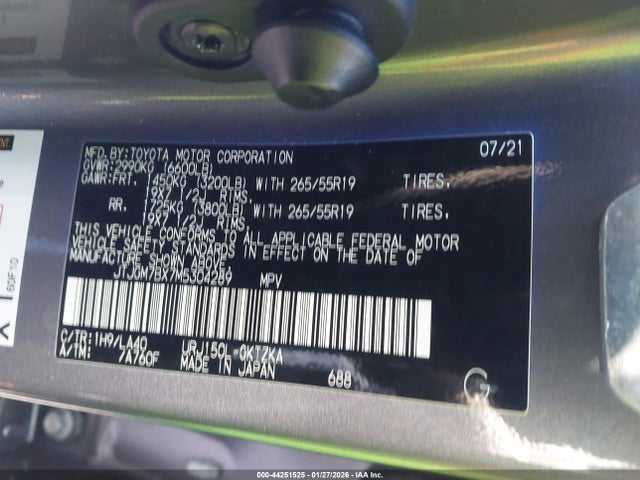 MFD.BY:TOYOTA MOTOR CORPORATION 07/21
GVWR:2990KG (6600LB)
GAWR:FRT. 1450KG (3200LB) WITH 265/55R19 TIRES,
19X7 1/2J RIMS,
RR. 1725KG (3800LB) WITH 265/55R19 TIRES,
19X7 1/2J RIMS,
THIS VEHICLE CONFORMS TO ALL APPLICABLE FEDERAL MOTOR
VEHICLE SAFETY STANDARDS IN EFFECT ON THE DATE OF
MANUFACTURE SHOWN ABOVE.
JTJGM7BX7M5304289 MPV
C/TR:1H9/LA40 URJ150L-GKTZKA
A/TM: 7A760F MADE IN JAPAN
688
G
60F10
000-44251525 - 01/27/2026 - IAA Inc.